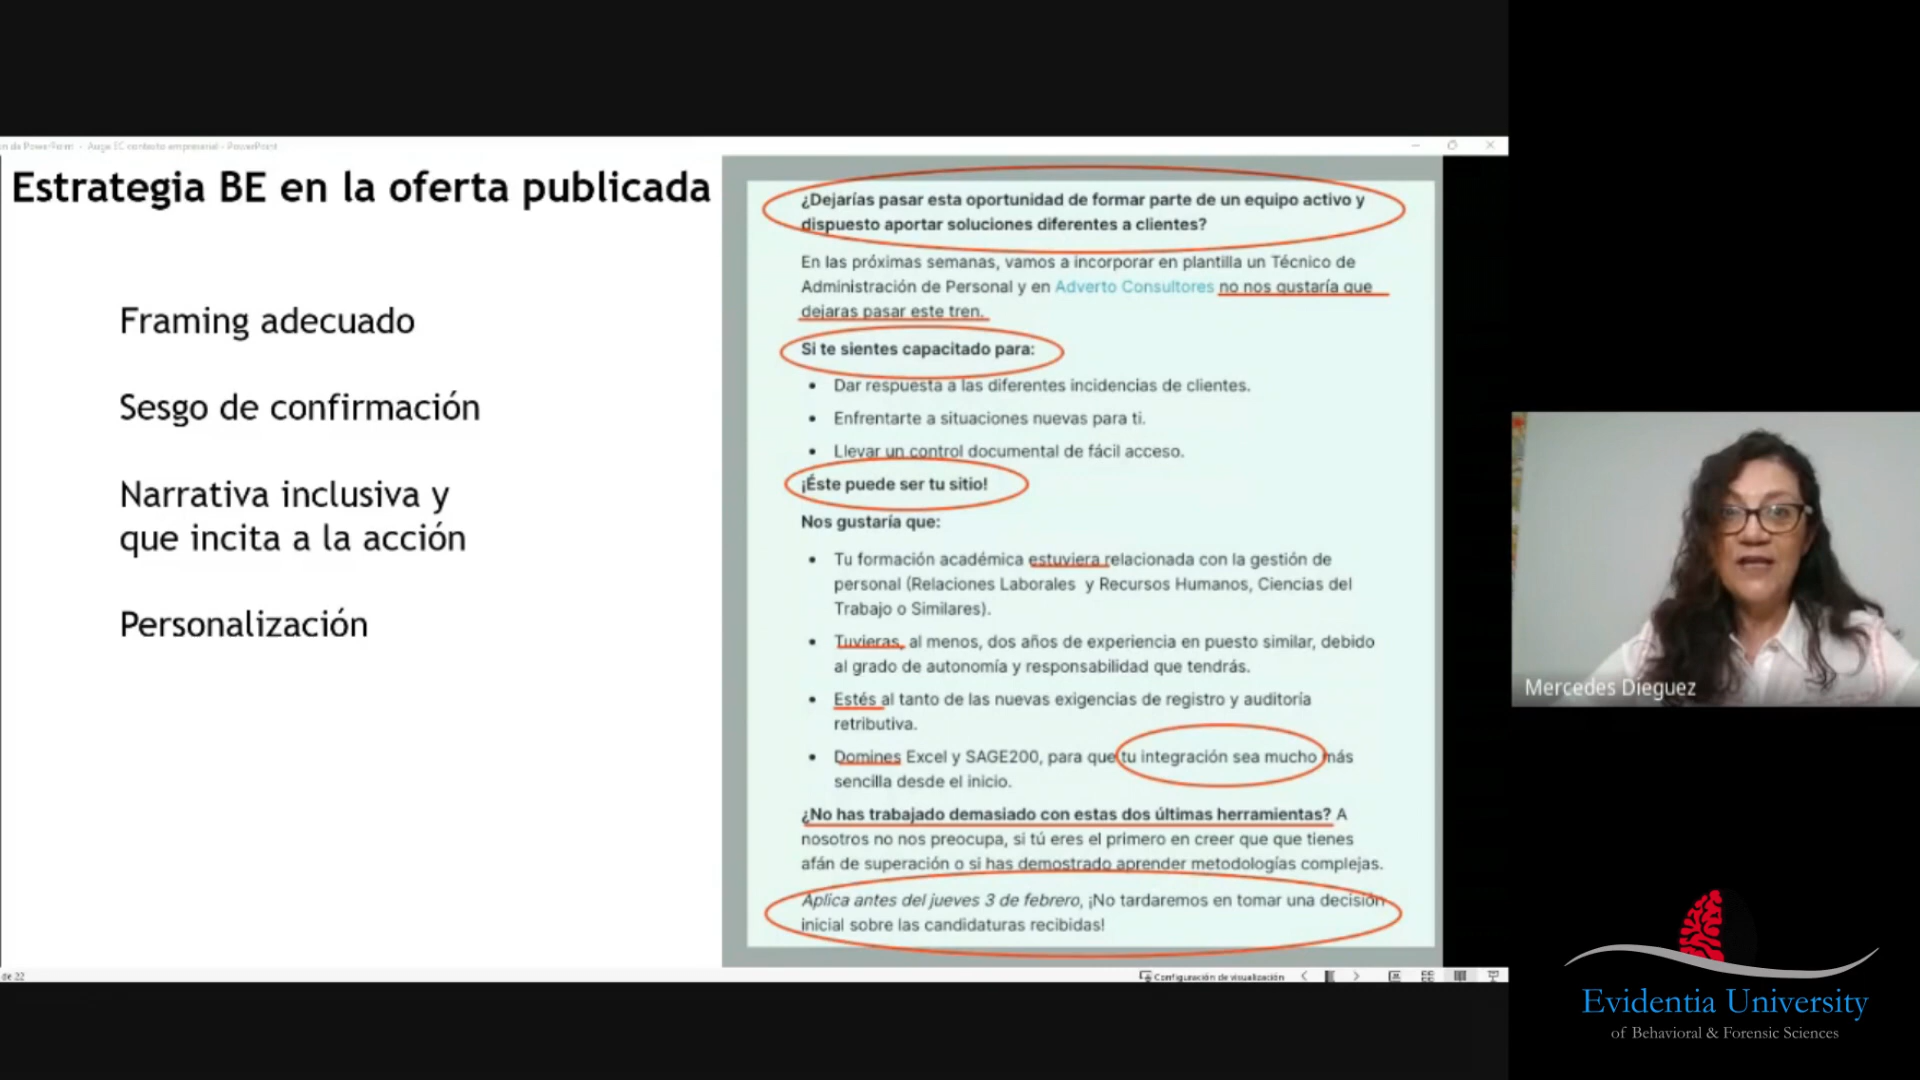 Auge EC contexto empresarial - PowerPoint
Estrategia BE en la oferta publicada
Framing adecuado
Sesgo de confirmación
Narrativa inclusiva y
que incita a la acción
Personalización
¿Dejarías pasar esta oportunidad de formar parte de un equipo activo y
dispuesto aportar soluciones diferentes a clientes?
En las próximas semanas, vamos a incorporar en plantilla un Técnico de
Administración de Personal y en Adverto Consultores no nos gustaría que
dejaras pasar este tren.
Si te sientes capacitado para:
• Dar respuesta a las diferentes incidencias de clientes.
• Enfrentarte a situaciones nuevas para ti.
• Llevar un control documental de fácil acceso.
¡Éste puede ser tu sitio!
Nos gustaría que:
• Tu formación académica estuviera relacionada con la gestión de
personal (Relaciones Laborales y Recursos Humanos, Ciencias del
Trabajo o Similares).
• Tuvieras, al menos, dos años de experiencia en puesto similar, debido
al grado de autonomía y responsabilidad que tendrás.
• Estés al tanto de las nuevas exigencias de registro y auditoría
retributiva.
• Domines Excel y SAGE200, para que tu integración sea mucho más
sencilla desde el inicio.
¿No has trabajado demasiado con estas dos últimas herramientas? A
nosotros no nos preocupa, si tú eres el primero en creer que que tienes
afán de superación o si has demostrado aprender metodologías complejas.
Aplica antes del jueves 3 de febrero, ¡No tardaremos en tomar una decisión
inicial sobre las candidaturas recibidas!
de 22
Configuración de visualización
Mercedes Dieguez
Evidentia University
of Behavioral & Forensic Sciences